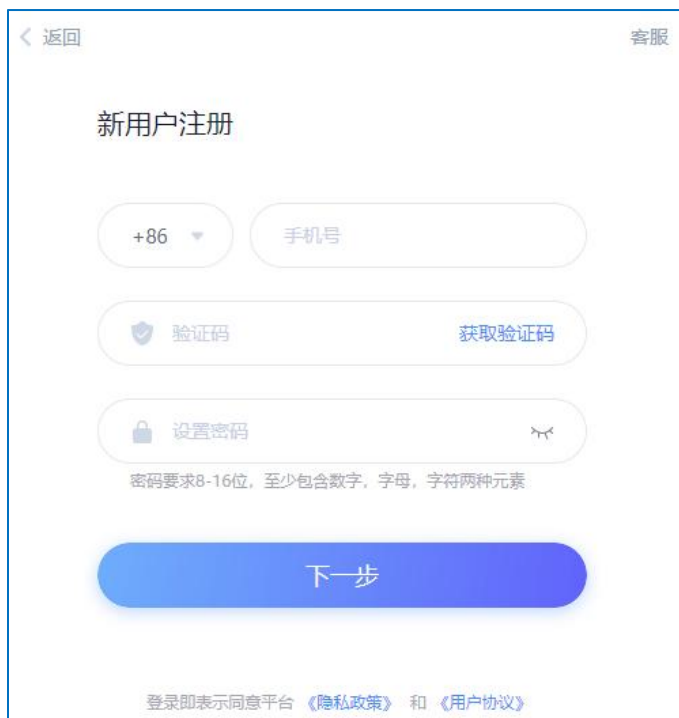 返回 客服
新用户注册
+86 手机号
验证码 获取验证码
设置密码
密码要求8-16位，至少包含数字，字母，字符两种元素
下一步
登录即表示同意平台 《隐私政策》 和 《用户协议》